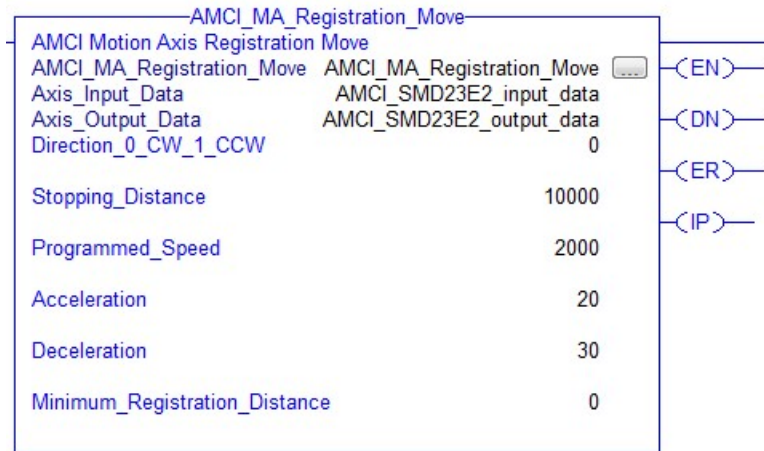 AMCI_MA_Registration_Move
AMCI Motion Axis Registration Move
AMCI_MA_Registration_Move AMCI_MA_Registration_Move ... (EN)
Axis_Input_Data AMCI_SMD23E2_input_data
Axis_Output_Data AMCI_SMD23E2_output_data (DN)
Direction_0_CW_1_CCW 0
(ER)
Stopping_Distance 10000
(IP)
Programmed_Speed 2000
Acceleration 20
Deceleration 30
Minimum_Registration_Distance 0